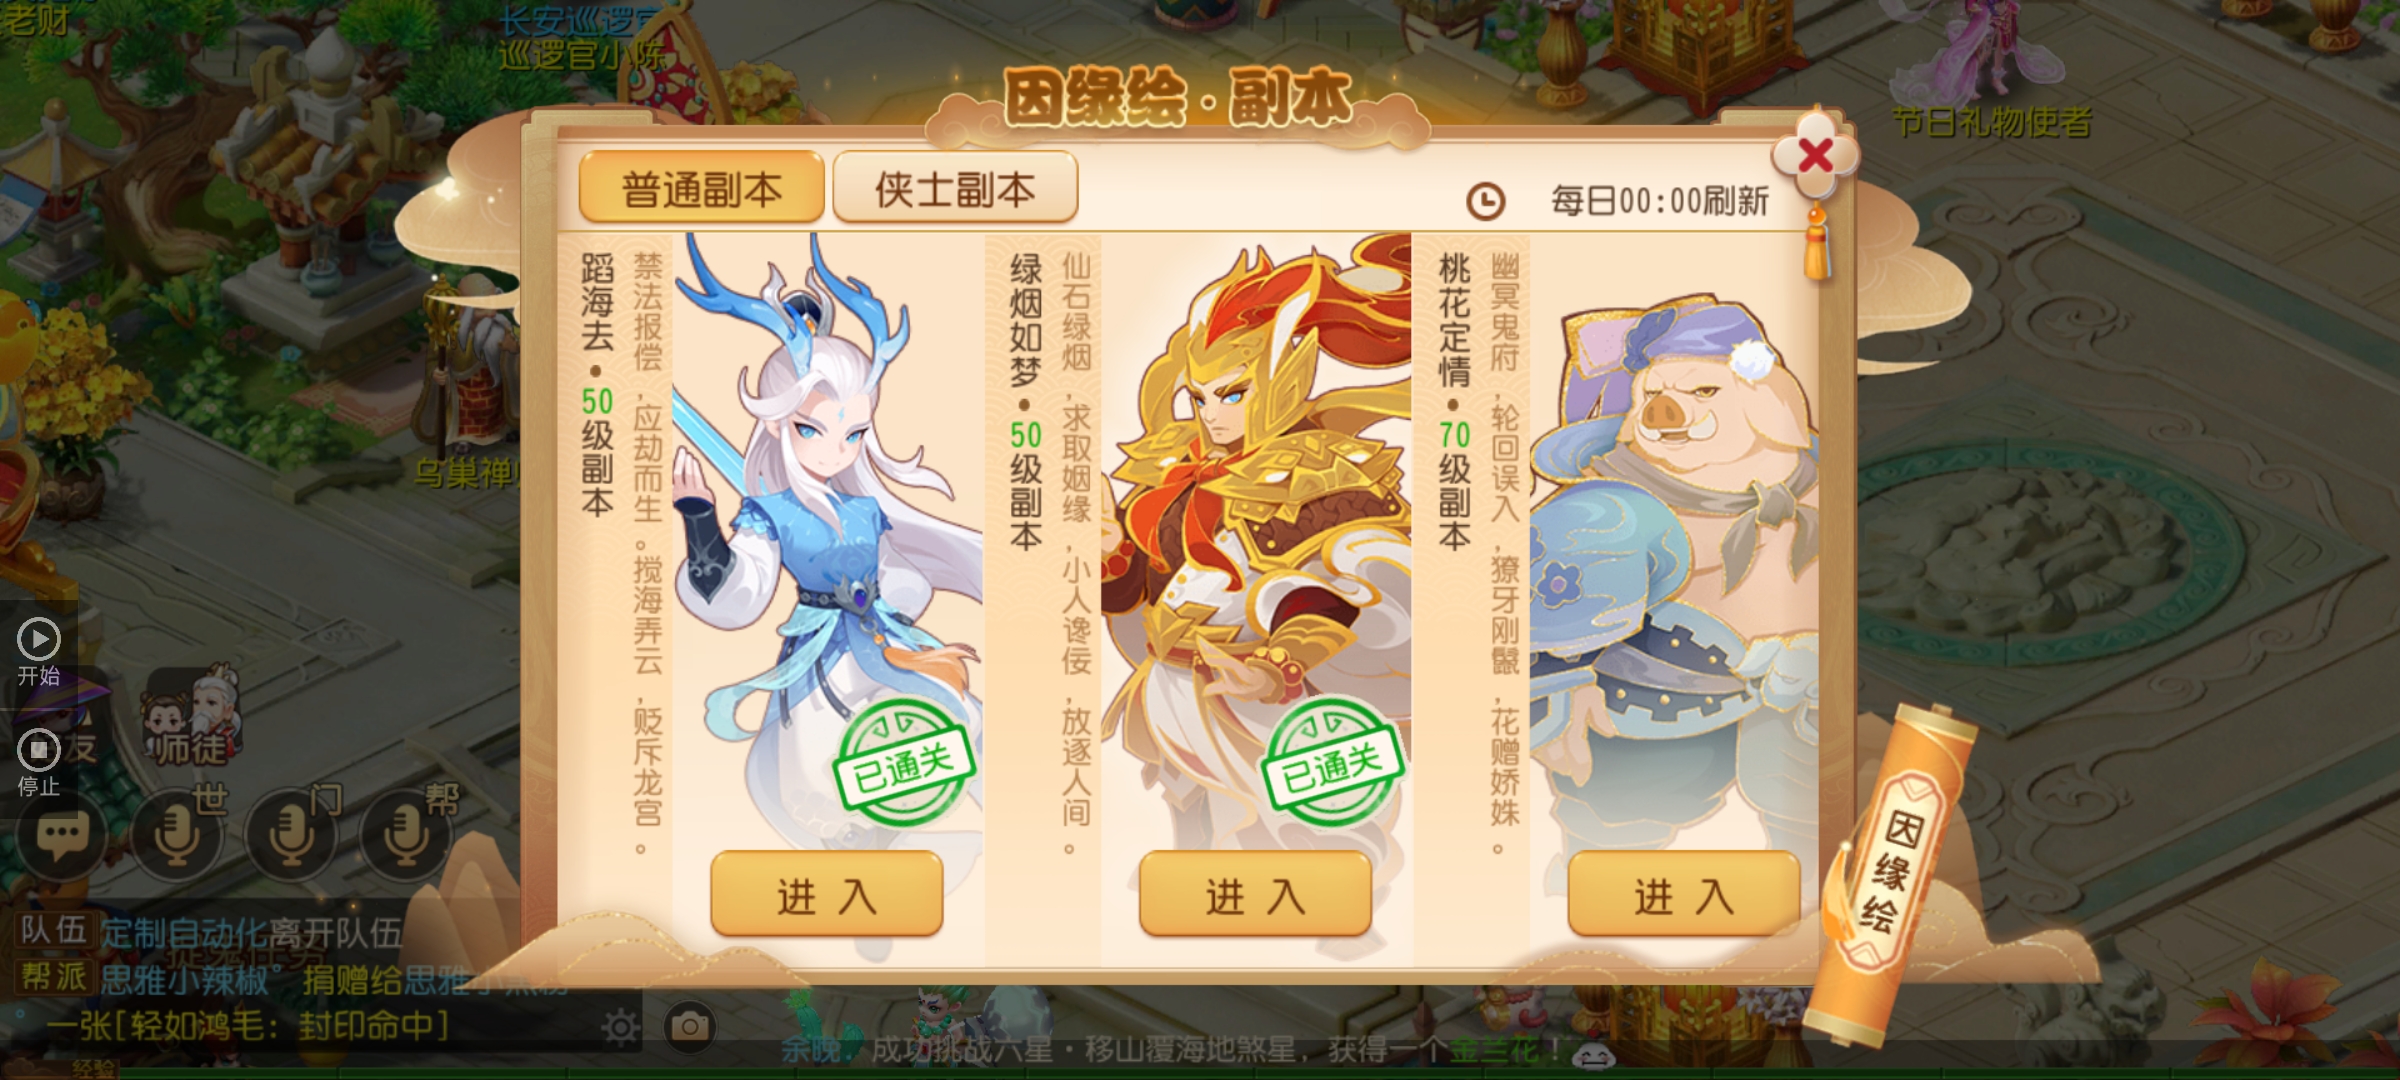 老财
长安巡逻官
巡逻官小陈
因缘绘·副本
节日礼物使者
普通副本
侠士副本
每日00:00刷新
蹈海去·50级副本
禁法报偿，应劫而生。搅海弄云，贬斥龙宫。
绿烟如梦·50级副本
仙石绿烟，求取姻缘，小人谗佞，放逐人间。
桃花定情·70级副本
幽冥鬼府，轮回误入，獠牙刚鬣，花赠娇姝。
乌巢禅
已通关
已通关
进入
进入
进入
因缘绘
开始
停止
友
师徒
世
门
帮
队伍 定制自动化离开队伍
帮派 思雅小辣椒° 捐赠给思雅小
一张[轻如鸿毛：封印命中]
经验
余晚：成功挑战六星·移山覆海地煞星，获得一个金兰花！